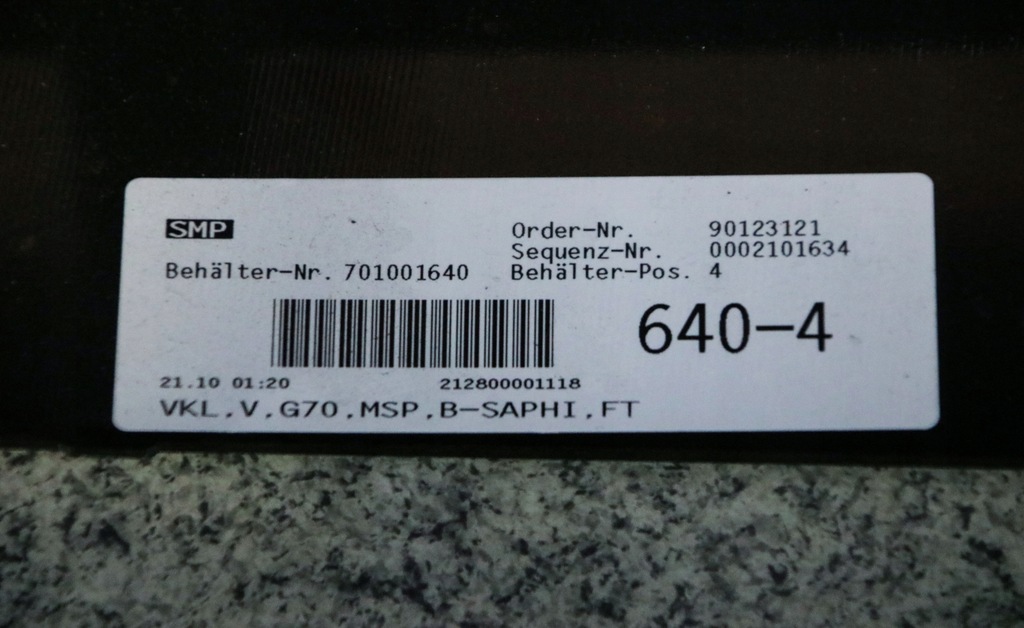 SMP
Order-Nr. 90123121
Sequenz-Nr. 0002101634
Behälter-Nr. 701001640 Behälter-Pos. 4
640-4
21.10 01:20 212800001118
VKL.V.G70.MSP.B-SAPHI.FT